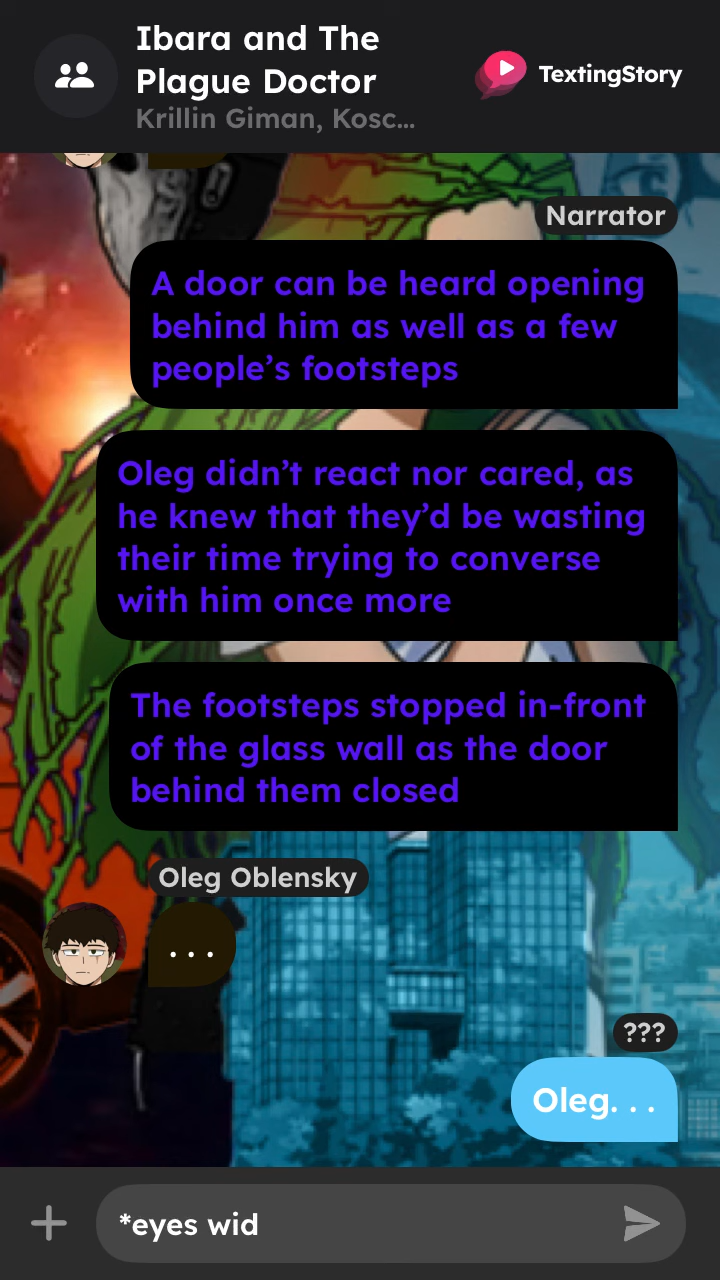 Ibara and The
Plague Doctor
Krillin Giman, Kosc...
TextingStory
Narrator
A door can be heard opening
behind him as well as a few
people’s footsteps
Oleg didn’t react nor cared, as
he knew that they’d be wasting
their time trying to converse
with him once more
The footsteps stopped in-front
of the glass wall as the door
behind them closed
Oleg Oblensky
. . .
???
Oleg. . .
*eyes wid